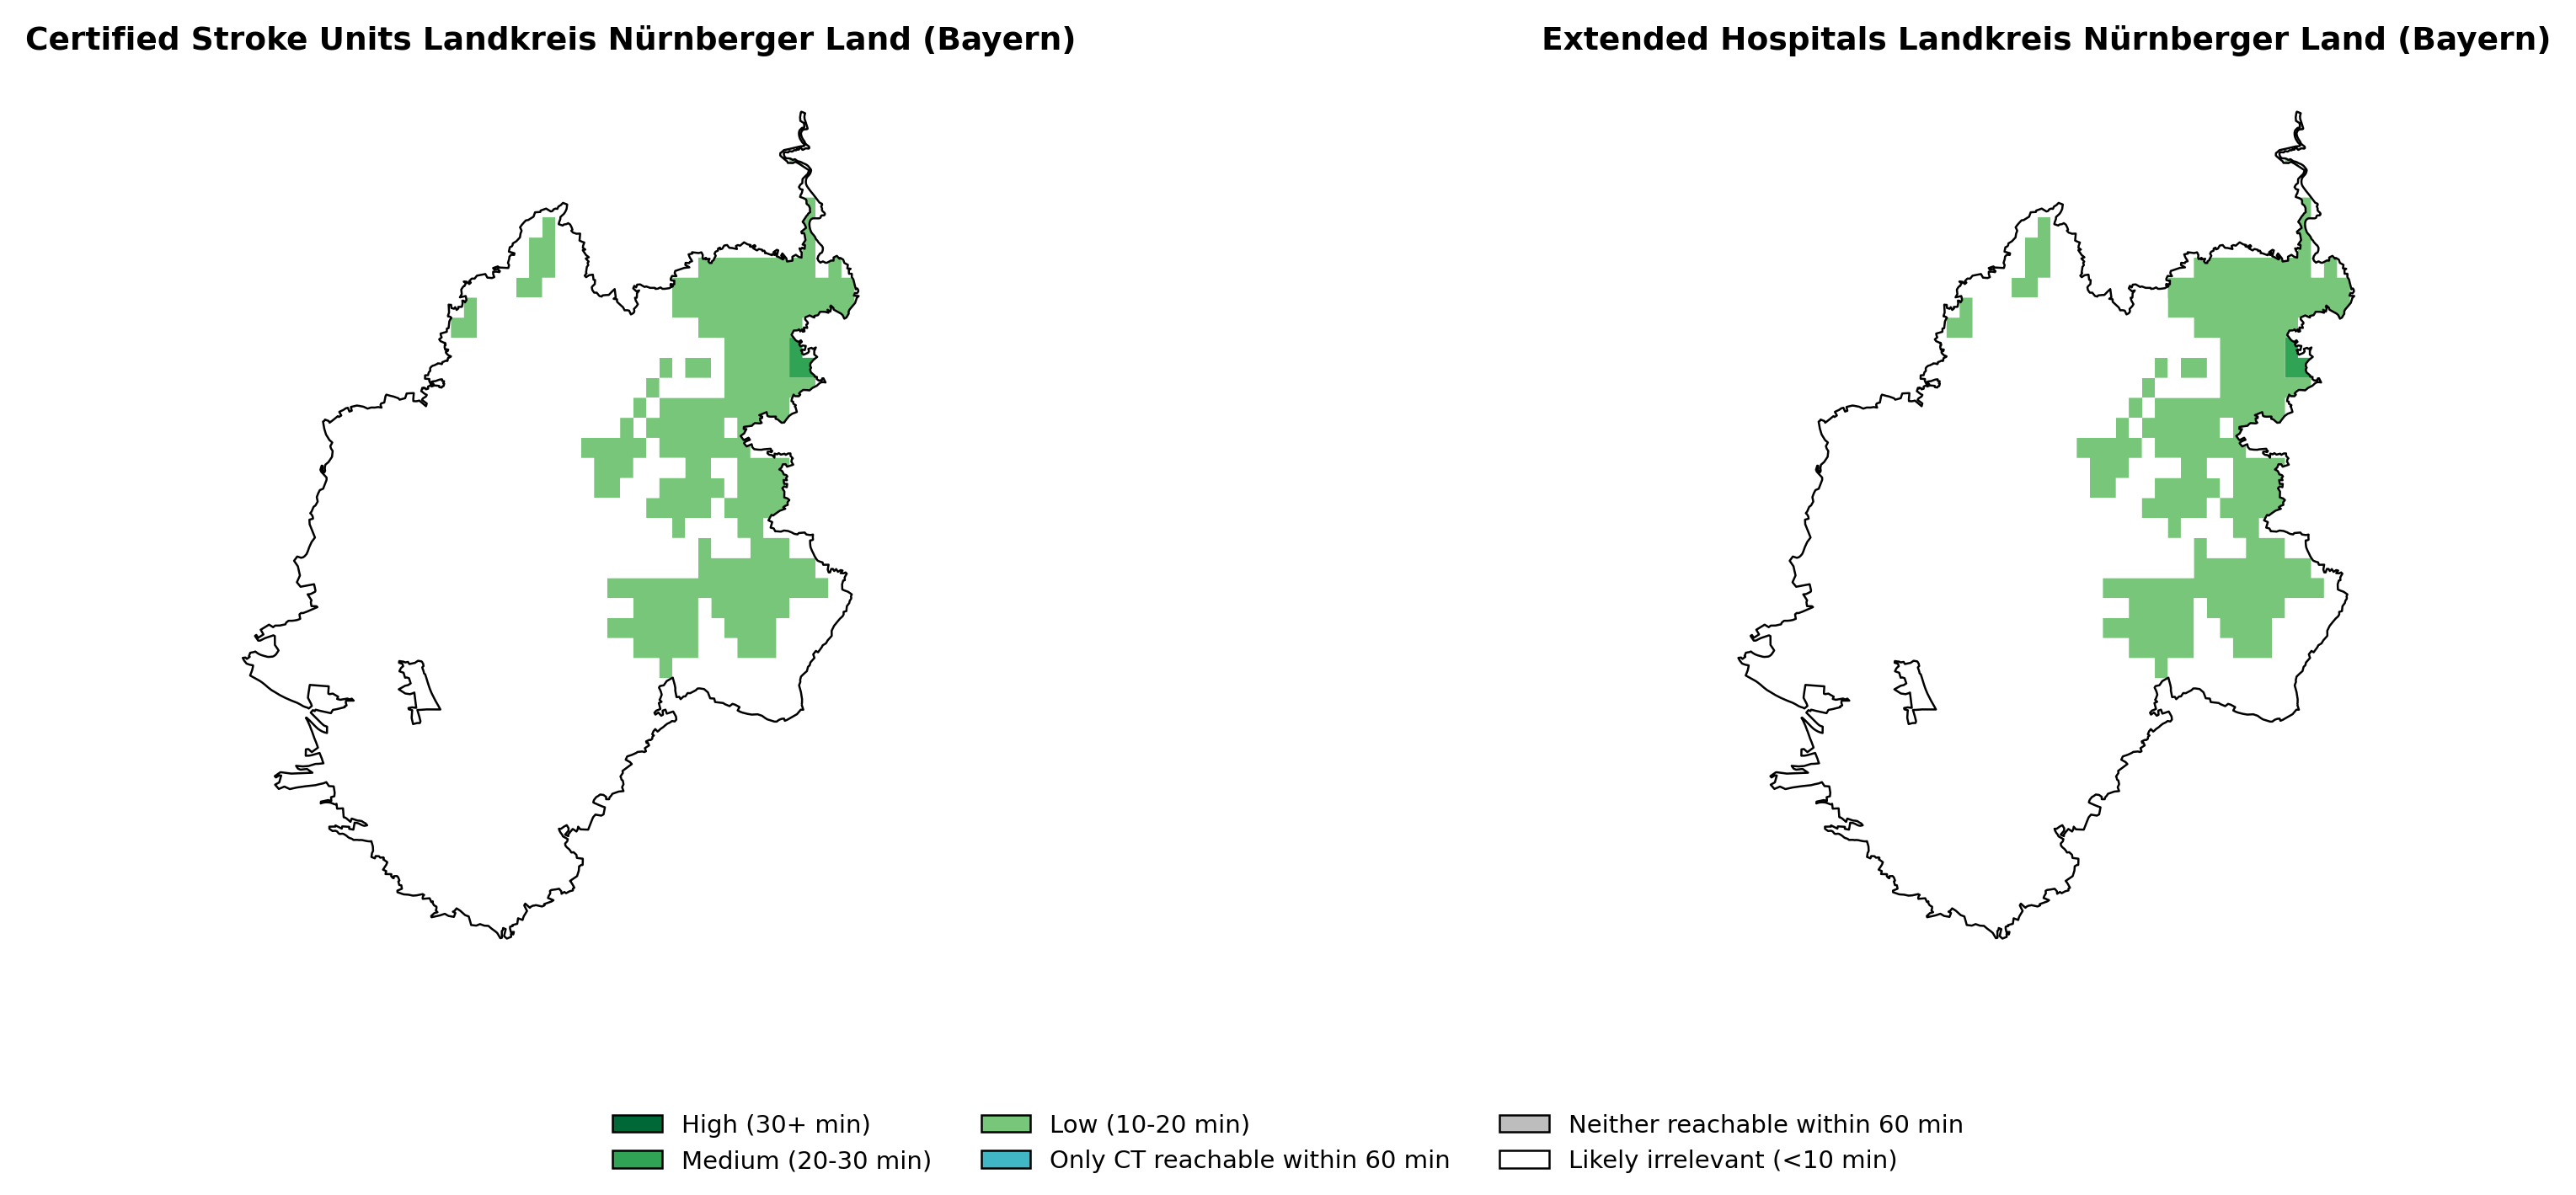 Certified Stroke Units Landkreis Nürnberger Land (Bayern)
Extended Hospitals Landkreis Nürnberger Land (Bayern)
High (30+ min)
Medium (20-30 min)
Low (10-20 min)
Only CT reachable within 60 min
Neither reachable within 60 min
Likely irrelevant (<10 min)